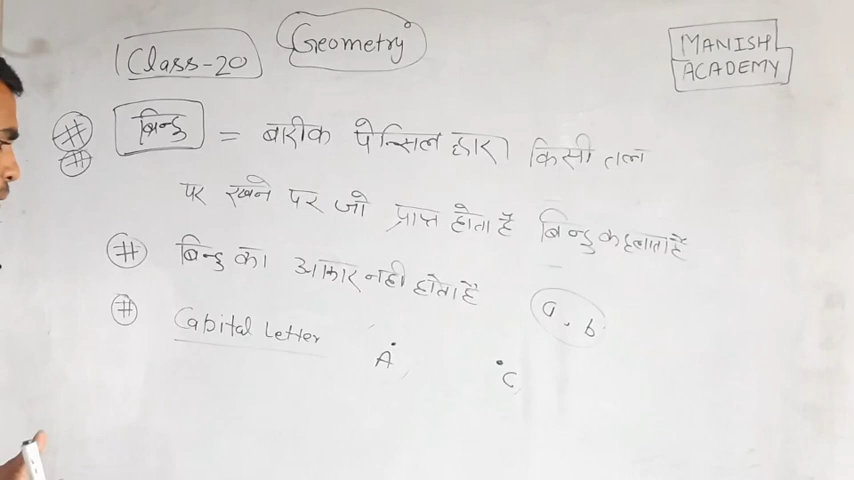 Class-20
Geometry
MANISH
ACADEMY
# बिन्दु = बारीक पेन्सिल द्वारा किसी तल
#
पर रखने पर जो प्राप्त होता है बिन्दु कहलाता है
# बिन्दु का आकार नही होता है
a, b
# Capital Letter
A
C